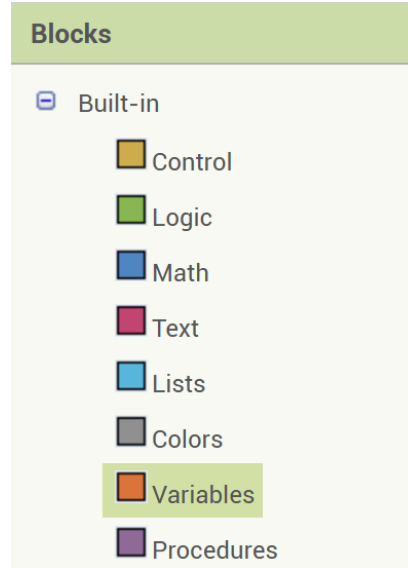 Blocks
Built-in
Control
Logic
Math
Text
Lists
Colors
Variables
Procedures